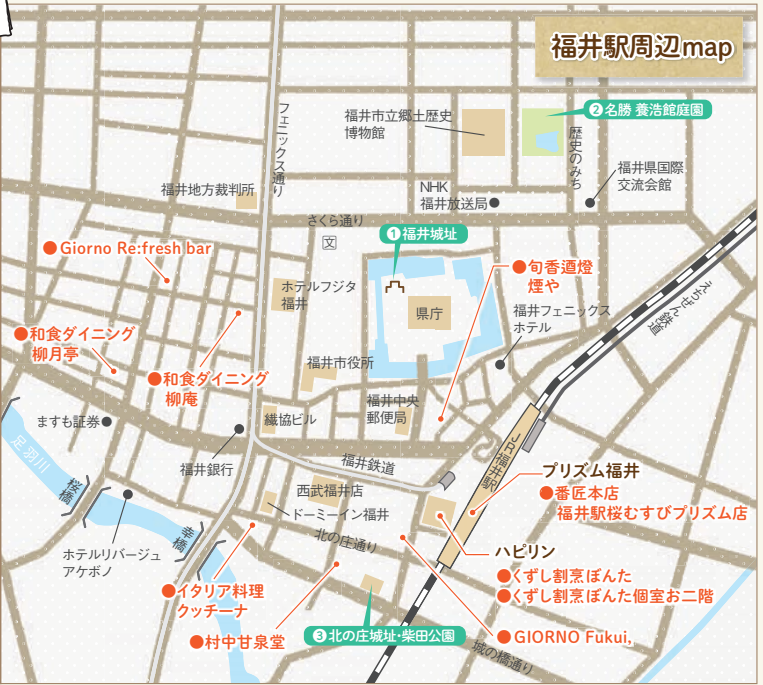 福井駅周辺map
❷名勝 養浩館庭園
福井市立郷土歴史
博物館
フェニックス通り
歴史のみち
福井県国際
交流会館
福井地方裁判所
NHK
福井放送局
さくら通り
文
❶福井城址
Giorno Re:fresh bar
旬香酒燈
煙や
ホテルフジタ
福井
県庁
福井フェニックス
ホテル
えちぜん鉄道
和食ダイニング
柳月亭
福井市役所
和食ダイニング
柳庵
福井中央
郵便局
繊協ビル
ますも証券
足羽川
桜橋
福井銀行
福井鉄道
JR福井駅
プリズム福井
番匠本店
福井駅桜むすびプリズム店
西武福井店
ドーミーイン福井
幸橋
北の庄通り
ホテルリバージュ
アケボノ
ハピリン
くずし割烹ぼんた
くずし割烹ぼんた個室お二階
イタリア料理
クッチーナ
村中甘泉堂
❸北の庄城址・柴田公園
GIORNO Fukui,
城の橋通り